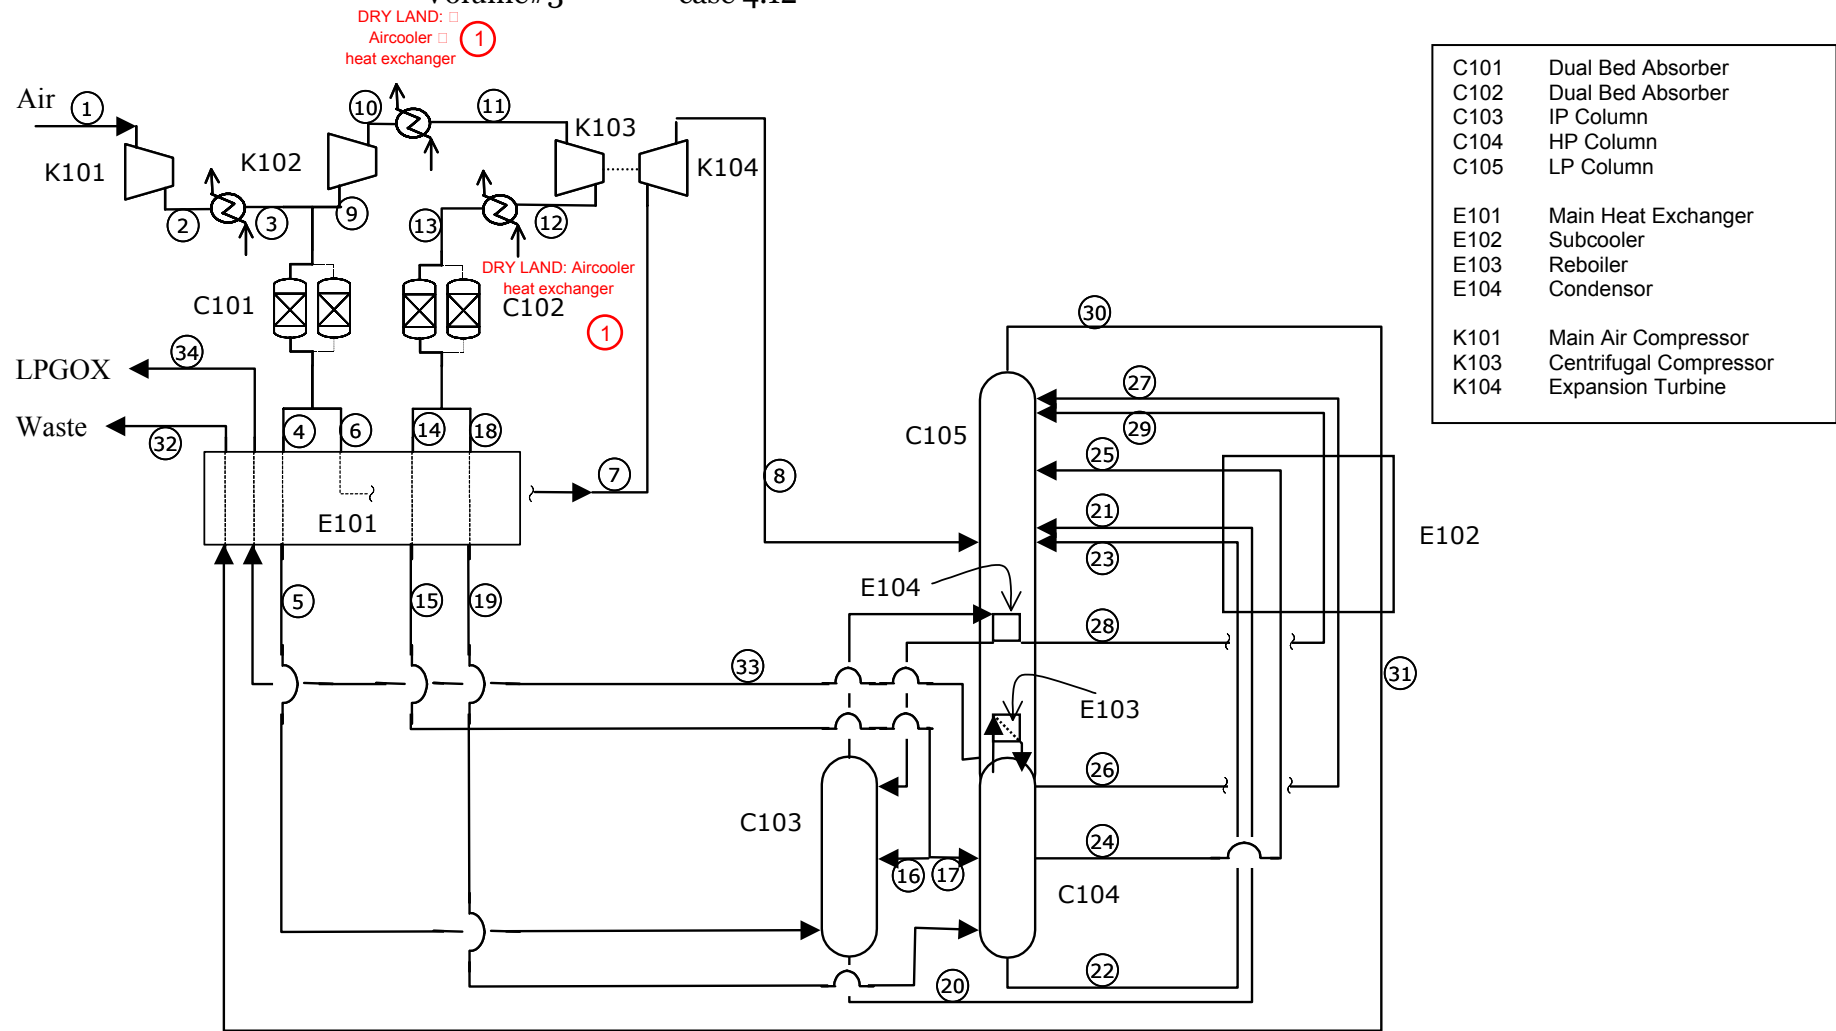 Volume#3 case 4.12
DRY LAND:
Aircooler
heat exchanger
1
Air
1
10
11
K103
K101
K102
K104
2
3
9
13
12
DRY LAND: Aircooler
heat exchanger
1
C101
C102
LPGOX
34
Waste
32
4
6
14
18
7
8
E101
5
15
19
30
27
29
C105
25
21
23
E102
E104
28
33
31
E103
26
C103
24
16
17
C104
22
20
C101 Dual Bed Absorber
C102 Dual Bed Absorber
C103 IP Column
C104 HP Column
C105 LP Column
E101 Main Heat Exchanger
E102 Subcooler
E103 Reboiler
E104 Condensor
K101 Main Air Compressor
K103 Centrifugal Compressor
K104 Expansion Turbine